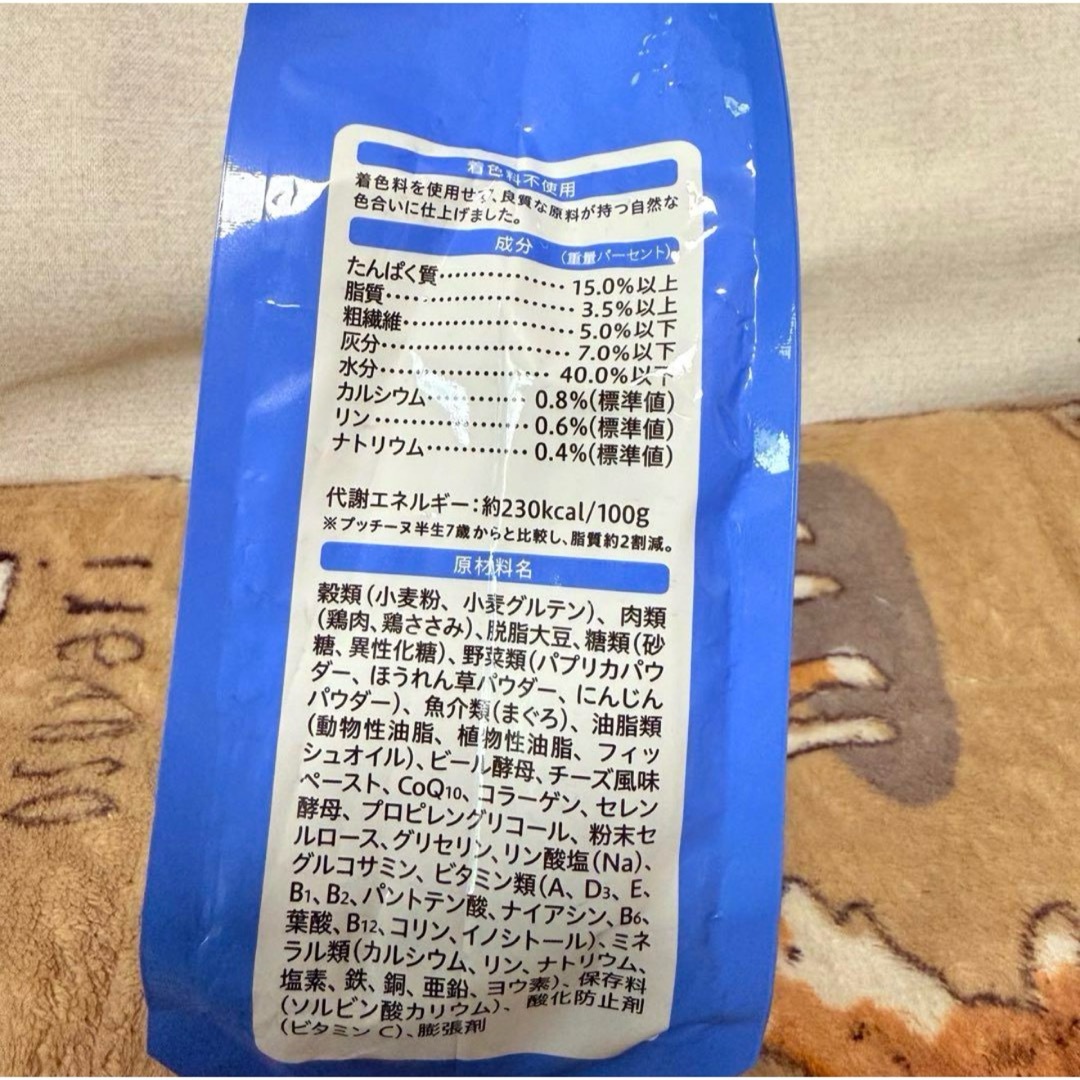 着色料不使用
着色料を使用せず、良質な原料が持つ自然な
色合いに仕上げました。
成分 (重量パーセント)
たんぱく質…………… 15.0%以上
脂質…………………… 3.5%以上
粗繊維………………… 5.0%以下
灰分…………………… 7.0%以下
水分…………………… 40.0%以下
カルシウム………… 0.8%(標準値)
リン………………… 0.6%(標準値)
ナトリウム………… 0.4%(標準値)
代謝エネルギー:約230kcal/100g
※プッチーヌ半生7歳からと比較し、脂質約2割減。
原材料名
穀類(小麦粉、小麦グルテン)、肉類
(鶏肉、鶏ささみ)、脱脂大豆、糖類(砂
糖、異性化糖)、野菜類(パプリカパウ
ダー、ほうれん草パウダー、にんじん
パウダー)、魚介類(まぐろ)、油脂類
(動物性油脂、植物性油脂、フィッ
シュオイル)、ビール酵母、チーズ風味
ペースト、CoQ10、コラーゲン、セレン
酵母、プロピレングリコール、粉末セ
ルロース、グリセリン、リン酸塩(Na)、
グルコサミン、ビタミン類(A、D3、E、
B1、B2、パントテン酸、ナイアシン、B6、
葉酸、B12、コリン、イノシトール)、ミネ
ラル類(カルシウム、リン、ナトリウム、
塩素、鉄、銅、亜鉛、ヨウ素)、保存料
(ソルビン酸カリウム)、酸化防止剤
(ビタミンC)、膨張剤